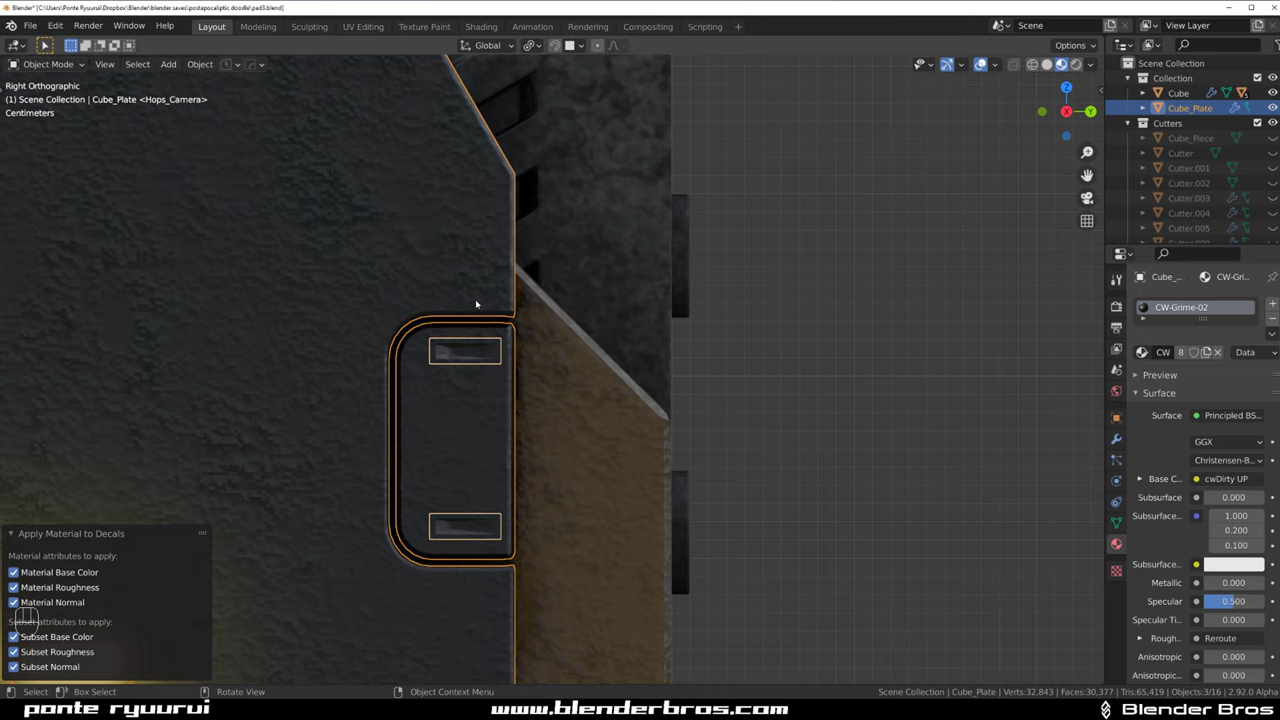 Blender* [C:\Users\Ponte Ryuurui\Dropbox\Blender\blender saves\postapocaliptic doodle\pad3.blend]
File Edit Render Window Help Layout Modeling Sculpting UV Editing Texture Paint Shading Animation Rendering Compositing Scripting + Scene View Layer
Global Options
Object Mode View Select Add Object
Right Orthographic
(1) Scene Collection | Cube_Plate <Hops_Camera>
Centimeters
Z
X
Y
Scene Collection
Collection
Cube
Cube_Plate
Cutters
Cube_Piece
Cutter
Cutter.001
Cutter.002
Cutter.003
Cutter.004
Cutter.005
Cube_.. CW-Gri..
CW-Grime-02
CW 8 Data
Preview
Surface
Surface Principled BS..
GGX
Christensen-B..
Base C.. cwDirty UP
Subsurface 0.000
Subsurface.. 1.000
0.200
0.100
Subsurface..
Metallic 0.000
Specular 0.500
Specular Ti.. 0.000
Rough.. Reroute
Anisotropic 0.000
Anisotropic.. 0.000
Apply Material to Decals
Material attributes to apply:
Material Base Color
Material Roughness
Material Normal
Subset attributes to apply:
Subset Base Color
Subset Roughness
Subset Normal
Select Box Select Rotate View Object Context Menu Scene Collection | Cube_Plate | Verts:32,843 | Faces:30,377 | Tris:65,419 | Objects:3/16 | 2.92.0 Alpha
ponte ryuurui www.blenderbros.com Blender Bros